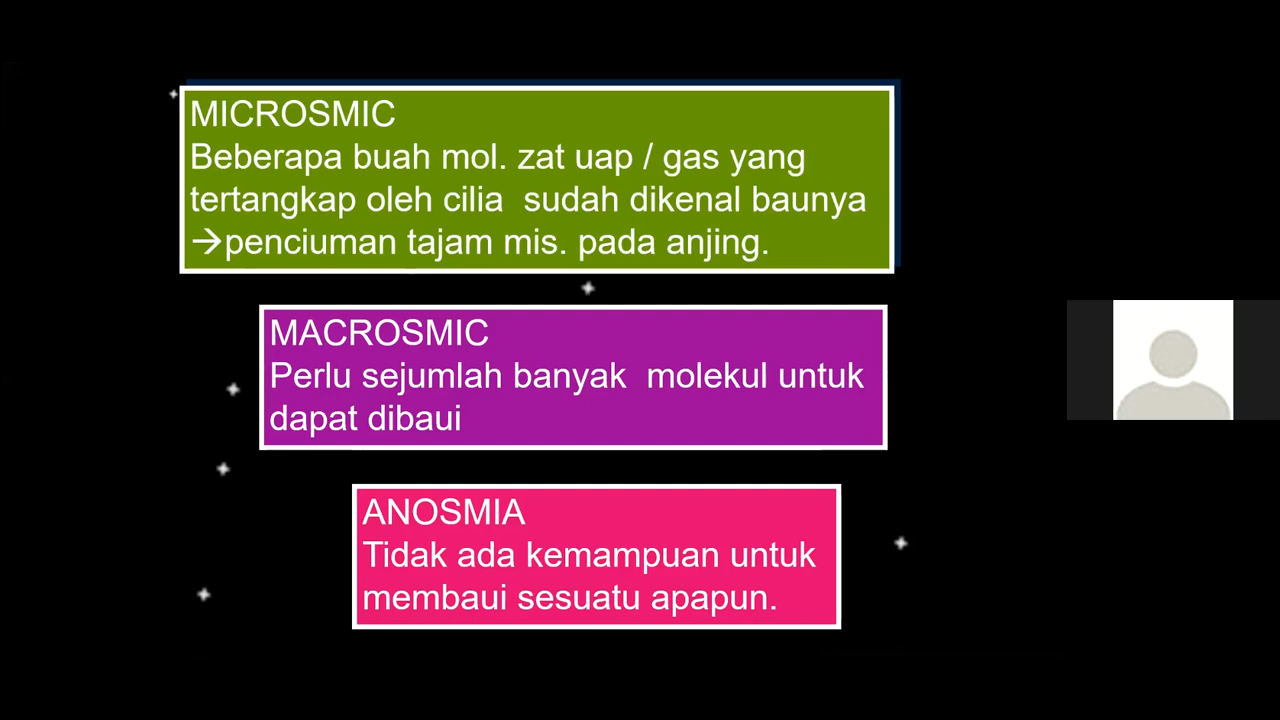 MICROSMIC
Beberapa buah mol. zat uap / gas yang
tertangkap oleh cilia  sudah dikenal baunya
→penciuman tajam mis. pada anjing.
MACROSMIC
Perlu sejumlah banyak  molekul untuk
dapat dibaui
ANOSMIA
Tidak ada kemampuan untuk
membaui sesuatu apapun.